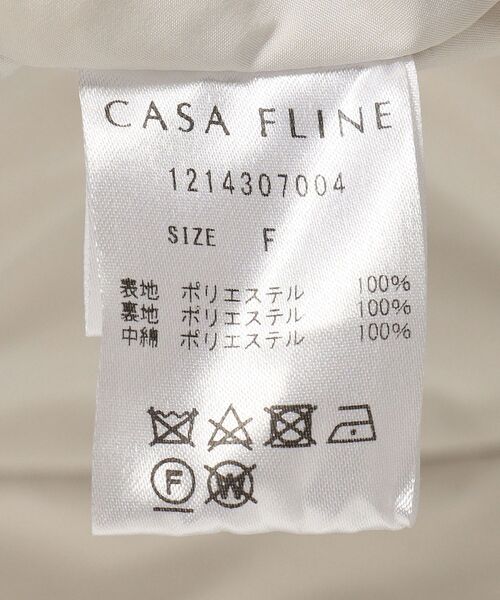 CASA FLINE
1214307004
SIZE F
表地 ポリエステル 100%
裏地 ポリエステル 100%
中綿 ポリエステル 100%
F W